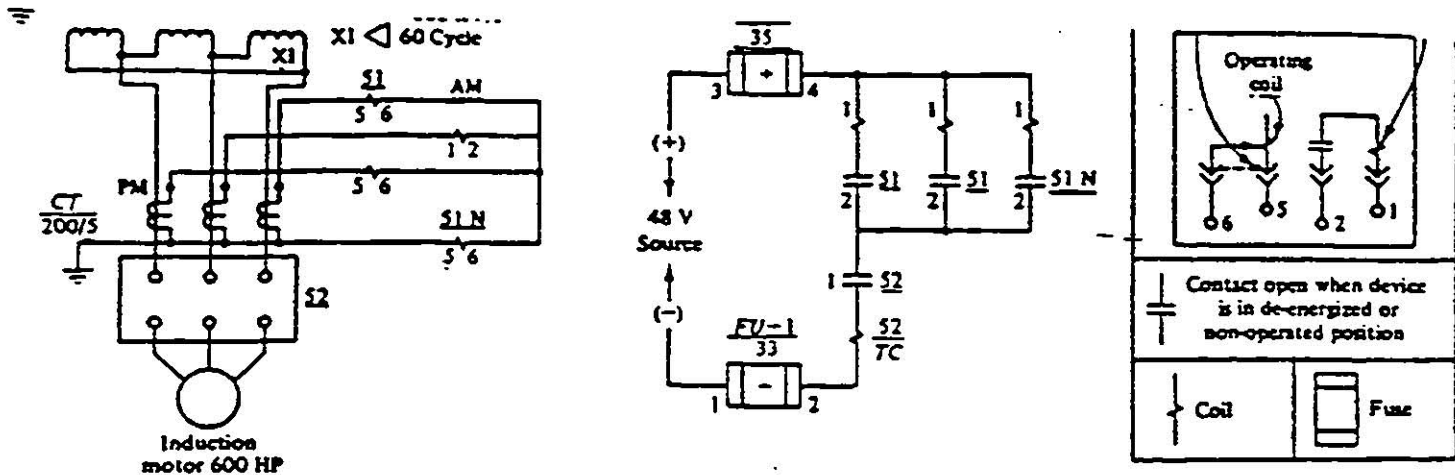 X1 60 Cycle
X1
51
5 6
AM
1 2
5 6
PM
CT
200/5
51 N
5 6
52
Induction
motor 600 HP
35
3 + 4
(+)
48 V
Source
(−)
1 1 1
2 51 2 51 2 51 N
1 52
52
TC
FU-1
33
1 − 2
Operating
coil
6 5 2 1
Contact open when device
is in de-energized or
non-operated position
Coil
Fuse